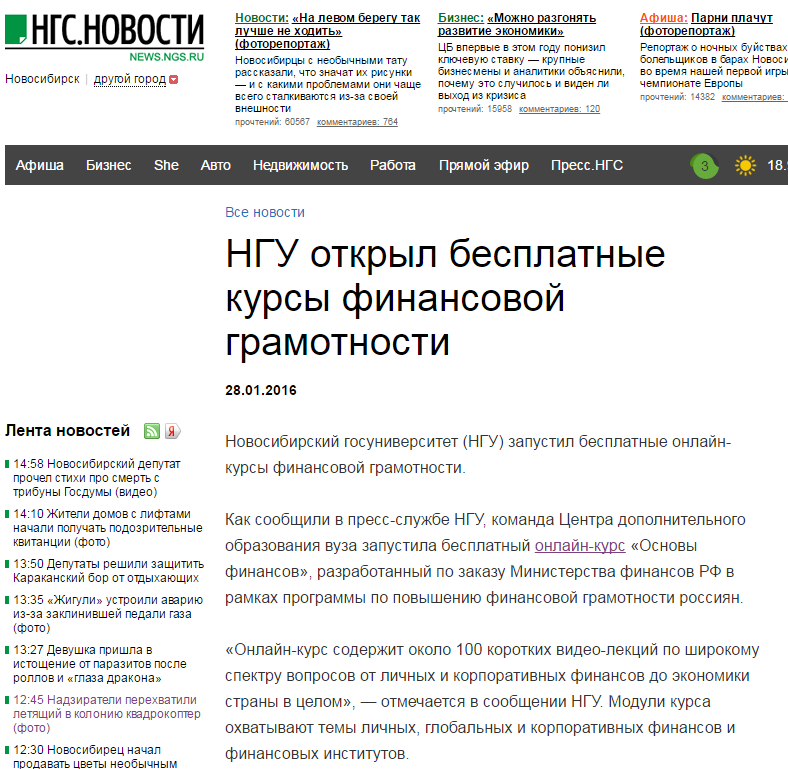 НГС.НОВОСТИ
NEWS.NGS.RU
Новосибирск | другой город
Новости: «На левом берегу так
лучше не ходить»
(фоторепортаж)
Новосибирцы с необычными тату
рассказали, что значат их рисунки
— и с какими проблемами они чаще
всего сталкиваются из-за своей
внешности
прочтений: 60567 комментариев: 764
Бизнес: «Можно разгонять
развитие экономики»
ЦБ впервые в этом году понизил
ключевую ставку — крупные
бизнесмены и аналитики объяснили,
почему это случилось и виден ли
выход из кризиса
прочтений: 15958 комментариев: 120
Афиша: Парни плачут
(фоторепортаж)
Репортаж о ночных буйствах
болельщиков в барах Новоси
во время нашей первой игры
чемпионате Европы
прочтений: 14382 комментариев:
Афиша Бизнес She Авто Недвижимость Работа Прямой эфир Пресс.НГС 3 18.
Все новости
НГУ открыл бесплатные
курсы финансовой
грамотности
28.01.2016
Новосибирский госуниверситет (НГУ) запустил бесплатные онлайн-
курсы финансовой грамотности.
Как сообщили в пресс-службе НГУ, команда Центра дополнительного
образования вуза запустила бесплатный онлайн-курс «Основы
финансов», разработанный по заказу Министерства финансов РФ в
рамках программы по повышению финансовой грамотности россиян.
«Онлайн-курс содержит около 100 коротких видео-лекций по широкому
спектру вопросов от личных и корпоративных финансов до экономики
страны в целом», — отмечается в сообщении НГУ. Модули курса
охватывают темы личных, глобальных и корпоративных финансов и
финансовых институтов.
Лента новостей Я
14:58 Новосибирский депутат
прочел стихи про смерть с
трибуны Госдумы (видео)
14:10 Жители домов с лифтами
начали получать подозрительные
квитанции (фото)
13:50 Депутаты решили защитить
Караканский бор от отдыхающих
13:35 «Жигули» устроили аварию
из-за заклинившей педали газа
(фото)
13:27 Девушка пришла в
истощение от паразитов после
роллов и «глаза дракона»
12:45 Надзиратели перехватили
летящий в колонию квадрокоптер
(фото)
12:30 Новосибирец начал
продавать цветы необычным